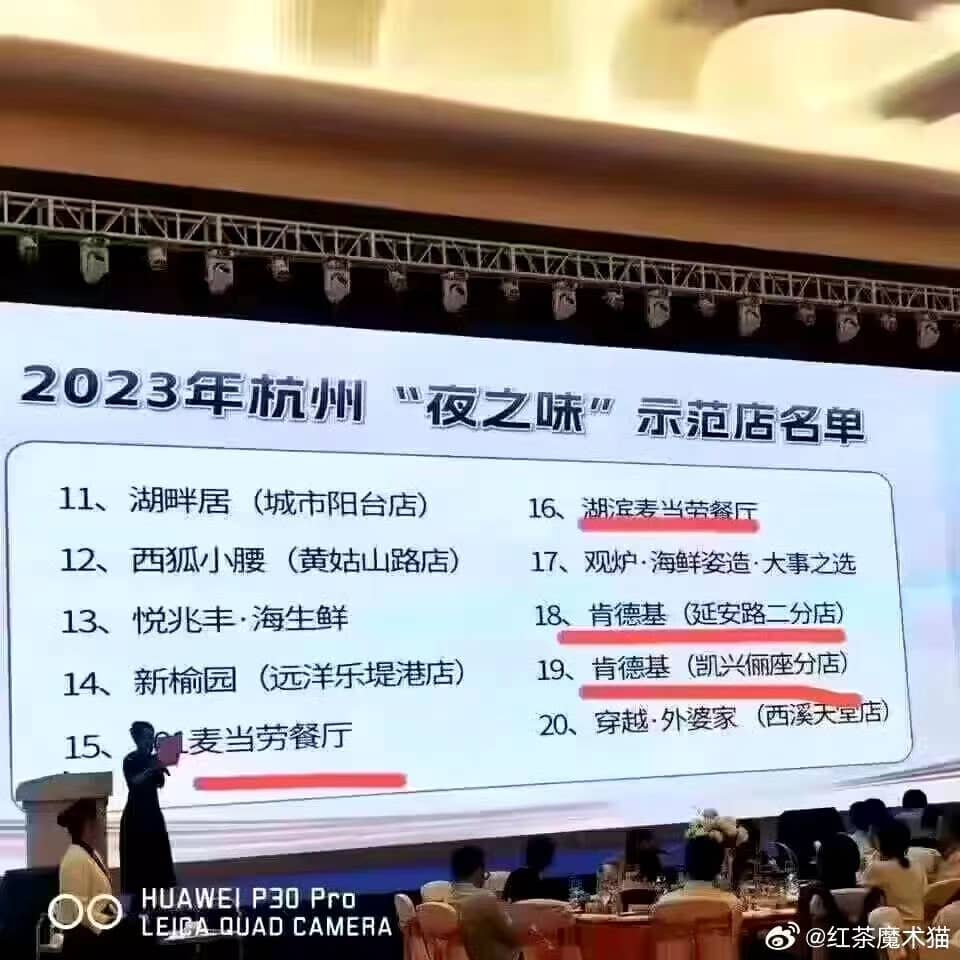 2023年杭州“夜之味”示范店名单
11、湖畔居（城市阳台店）
12、西狐小腰（黄姑山路店）
13、悦兆丰·海生鲜
14、新榆园（远洋乐堤港店）
15、01麦当劳餐厅
16、湖滨麦当劳餐厅
17、观炉·海鲜姿造·大事之选
18、肯德基（延安路二分店）
19、肯德基（凯兴俪座分店）
20、穿越·外婆家（西溪天堂店）
HUAWEI P30 Pro
LEICA QUAD CAMERA
@红茶魔术猫